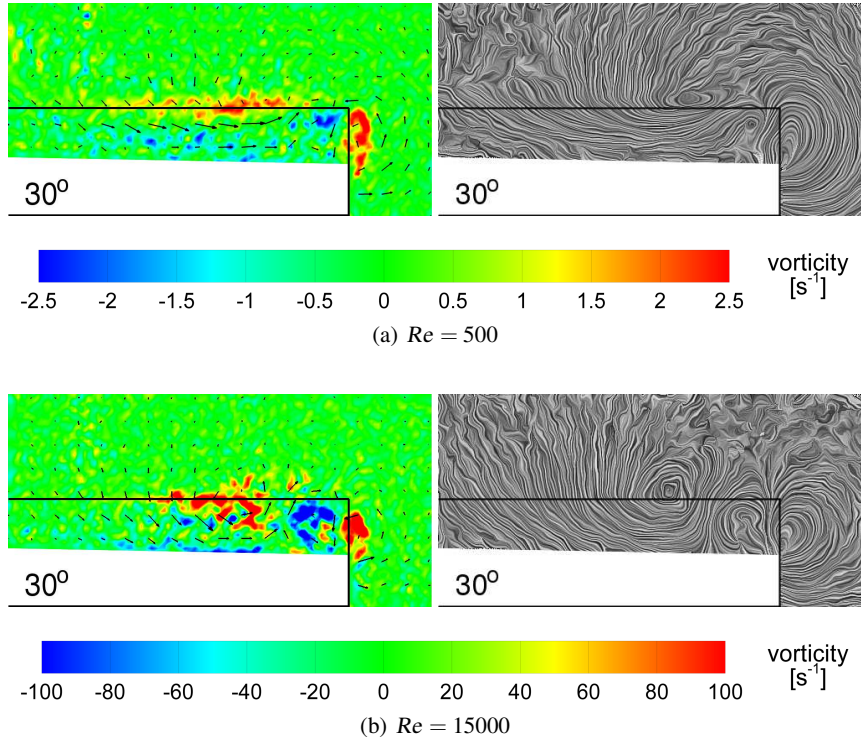 30°
30°
vorticity
[s⁻¹]
-2.5 -2 -1.5 -1 -0.5 0 0.5 1 1.5 2 2.5
(a) Re = 500
30°
30°
vorticity
[s⁻¹]
-100 -80 -60 -40 -20 0 20 40 60 80 100
(b) Re = 15000